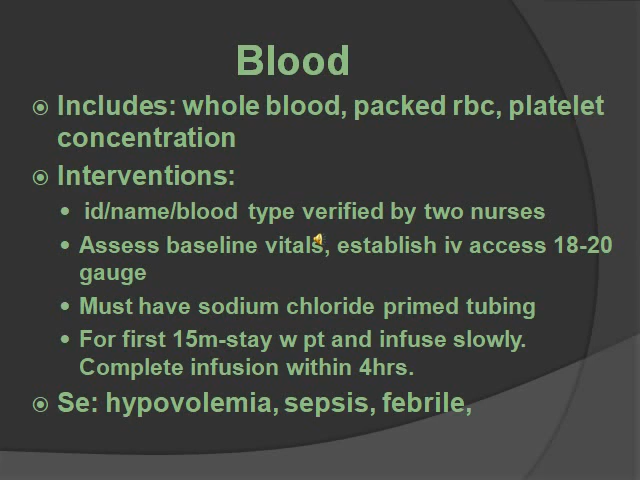 Blood
Includes: whole blood, packed rbc, platelet
concentration
Interventions:
id/name/blood type verified by two nurses
Assess baseline vitals, establish iv access 18-20
gauge
Must have sodium chloride primed tubing
For first 15m-stay w pt and infuse slowly.
Complete infusion within 4hrs.
Se: hypovolemia, sepsis, febrile,